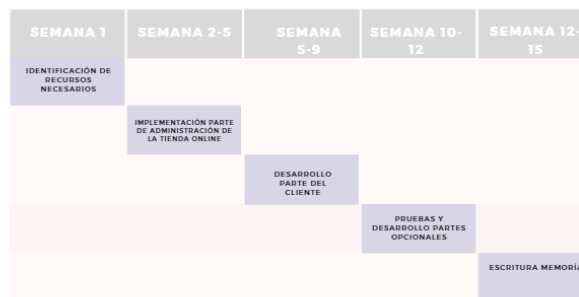 SEMANA 1
SEMANA 2-5
SEMANA
5-9
SEMANA 10-
12
SEMANA 12-
15
IDENTIFICACIÓN DE
RECURSOS
NECESARIOS
IMPLEMENTACIÓN PARTE
DE ADMINISTRACIÓN DE
LA TIENDA ONLINE
DESARROLLO
PARTE DEL
CLIENTE
PRUEBAS Y
DESARROLLO PARTES
OPCIONALES
ESCRITURA MEMORÍA